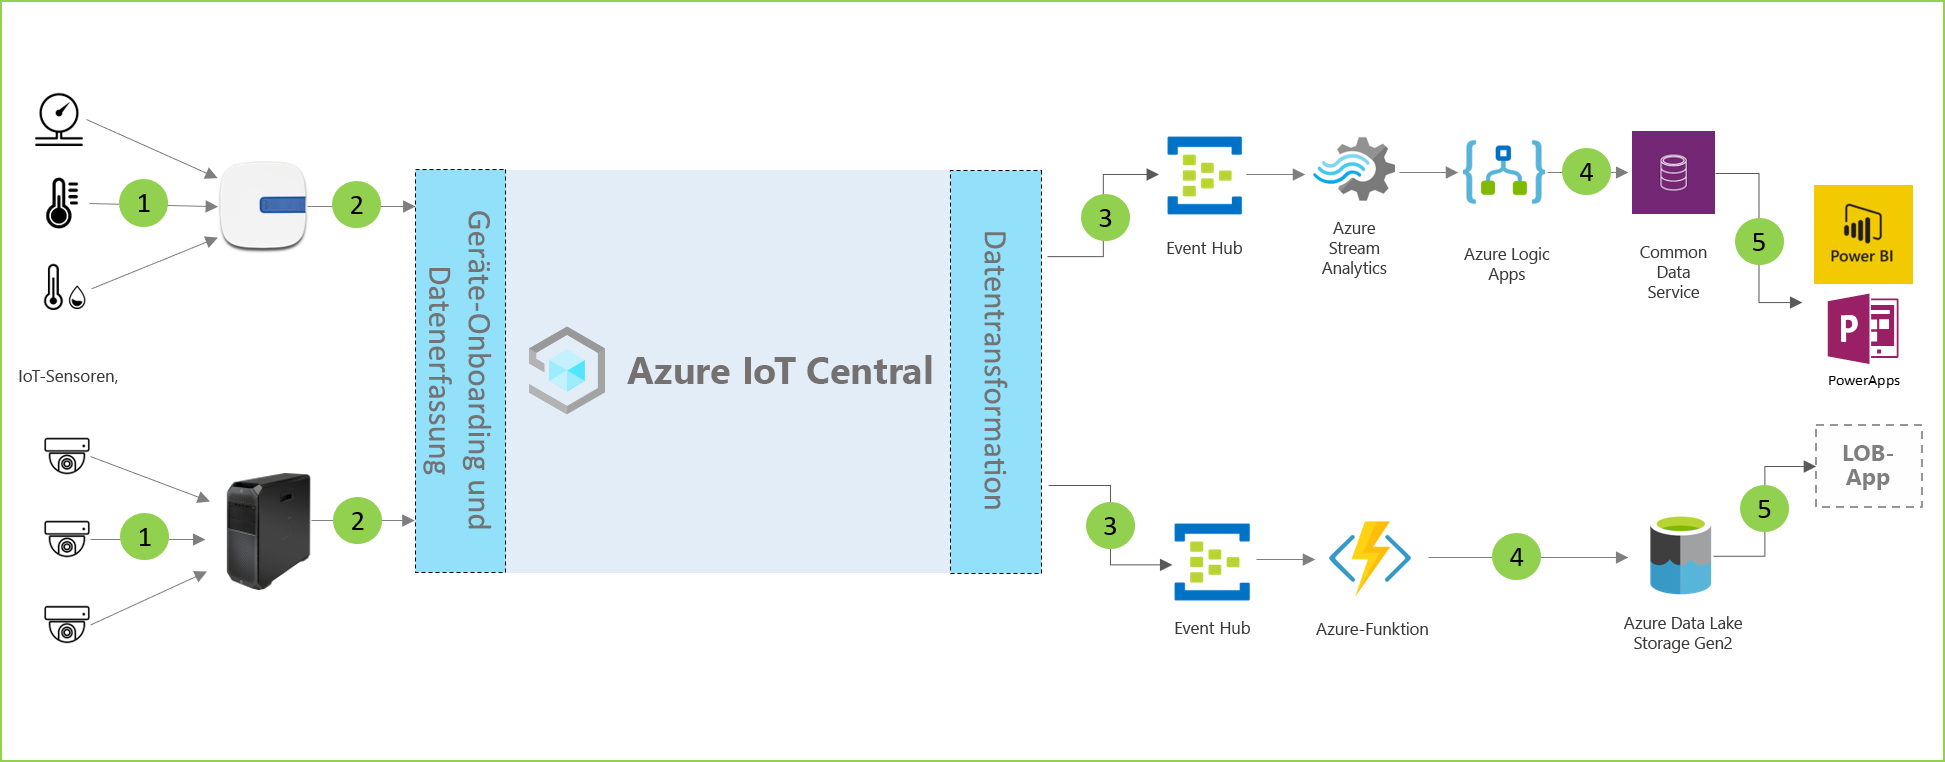 1
2
IoT-Sensoren,
1
2
Geräte-Onboarding und
Datenerfassung
Azure IoT Central
Datentransformation
3
Event Hub
Azure
Stream
Analytics
Azure Logic
Apps
4
Common
Data
Service
5
Power BI
P
PowerApps
3
Event Hub
Azure-Funktion
4
Azure Data Lake
Storage Gen2
5
LOB-
App